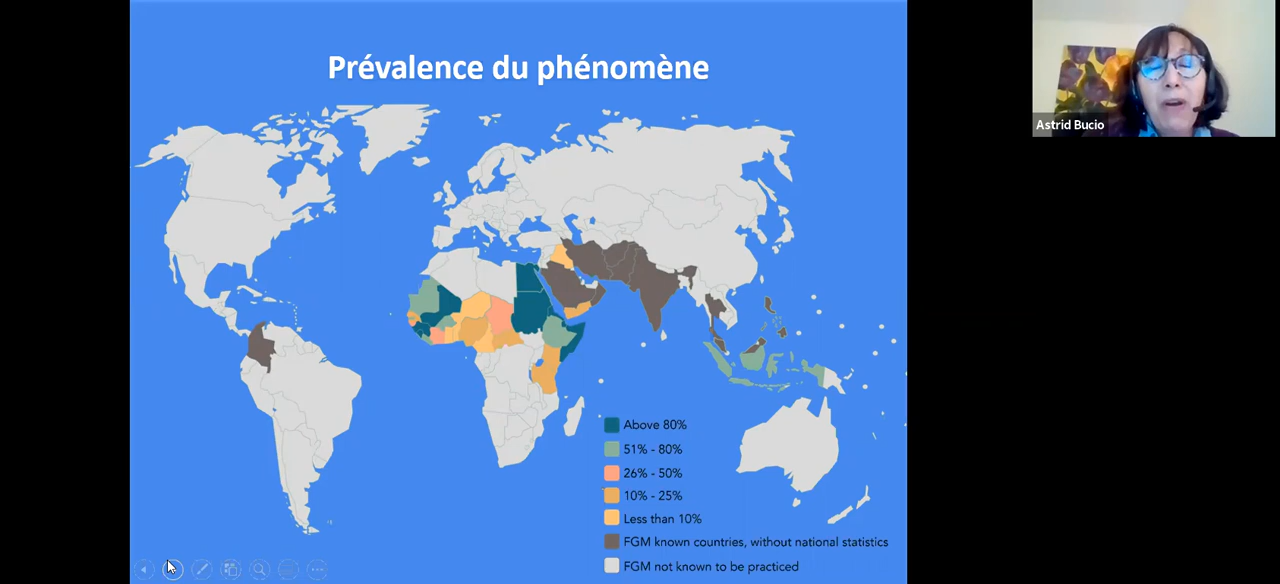 Prévalence du phénomène
Astrid Bucio
Above 80%
51% - 80%
26% - 50%
10% - 25%
Less than 10%
FGM known countries, without national statistics
FGM not known to be practiced